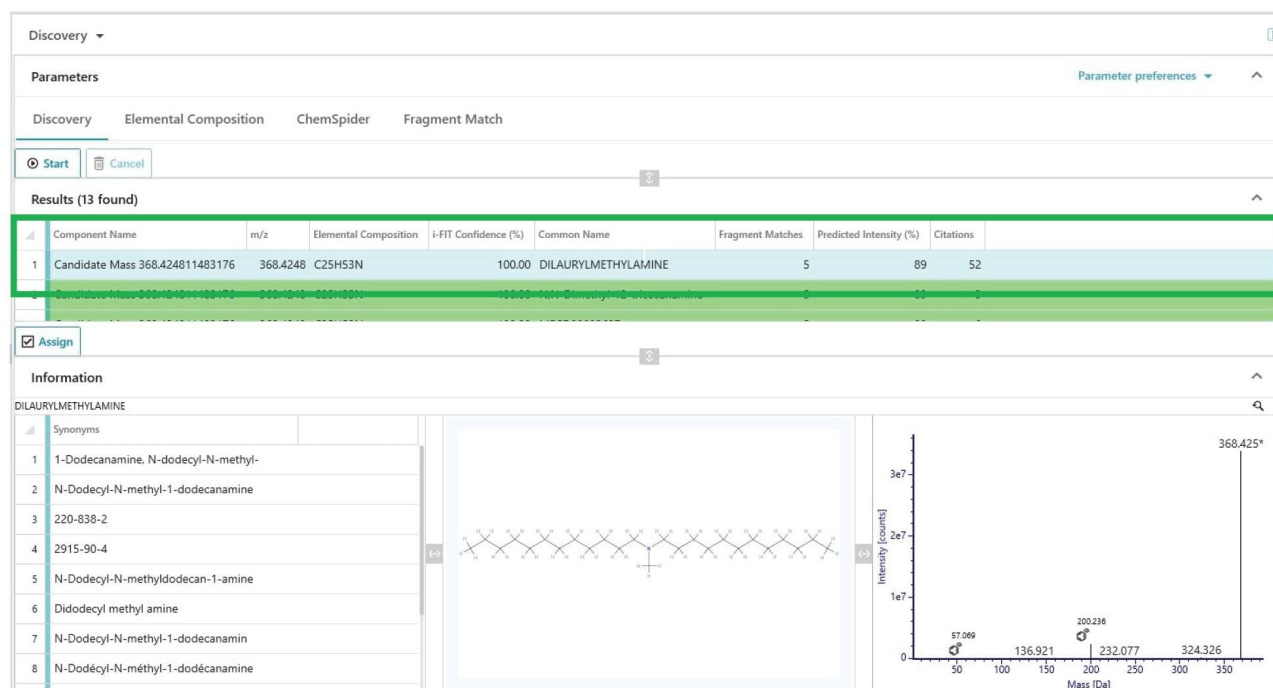 Discovery
Parameters
Parameter preferences
Discovery Elemental Composition ChemSpider Fragment Match
Start Cancel
Results (13 found)
Component Name m/z Elemental Composition i-FIT Confidence (%) Common Name Fragment Matches Predicted Intensity (%) Citations
1 Candidate Mass 368.424811483176 368.4248 C25H53N 100.00 DILAURYLMETHYLAMINE 5 89 52
Assign
Information
DILAURYLMETHYLAMINE
Synonyms
1 1-Dodecanamine, N-dodecyl-N-methyl-
2 N-Dodecyl-N-methyl-1-dodecanamine
3 220-838-2
4 2915-90-4
5 N-Dodecyl-N-methyldodecan-1-amine
6 Didodecyl methyl amine
7 N-Dodecyl-N-methyl-1-dodecanamin
8 N-Dodécyl-N-méthyl-1-dodécanamine
368.425*
3e7
2e7
1e7
0
Intensity [counts]
57.069
136.921
200.236
232.077
324.326
50 100 150 200 250 300 350
Mass [Da]